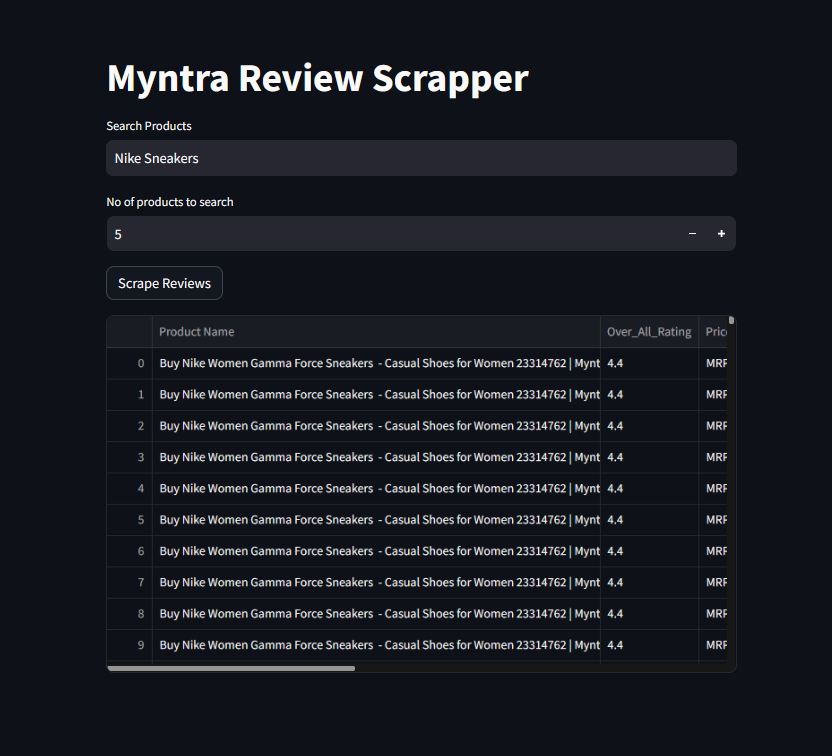 Myntra Review Scrapper
Search Products
Nike Sneakers
No of products to search
5 − +
Scrape Reviews
Product Name Over_All_Rating Pric
0 Buy Nike Women Gamma Force Sneakers - Casual Shoes for Women 23314762 | Mynt 4.4 MRF
1 Buy Nike Women Gamma Force Sneakers - Casual Shoes for Women 23314762 | Mynt 4.4 MRF
2 Buy Nike Women Gamma Force Sneakers - Casual Shoes for Women 23314762 | Mynt 4.4 MRF
3 Buy Nike Women Gamma Force Sneakers - Casual Shoes for Women 23314762 | Mynt 4.4 MRF
4 Buy Nike Women Gamma Force Sneakers - Casual Shoes for Women 23314762 | Mynt 4.4 MRF
5 Buy Nike Women Gamma Force Sneakers - Casual Shoes for Women 23314762 | Mynt 4.4 MRF
6 Buy Nike Women Gamma Force Sneakers - Casual Shoes for Women 23314762 | Mynt 4.4 MRF
7 Buy Nike Women Gamma Force Sneakers - Casual Shoes for Women 23314762 | Mynt 4.4 MRF
8 Buy Nike Women Gamma Force Sneakers - Casual Shoes for Women 23314762 | Mynt 4.4 MRF
9 Buy Nike Women Gamma Force Sneakers - Casual Shoes for Women 23314762 | Mynt 4.4 MRF